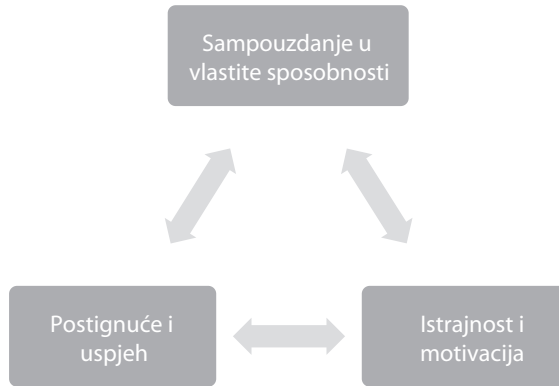 Sampouzdanje u
vlastite sposobnosti
Postignuće i
uspjeh
Istrajnost i
motivacija